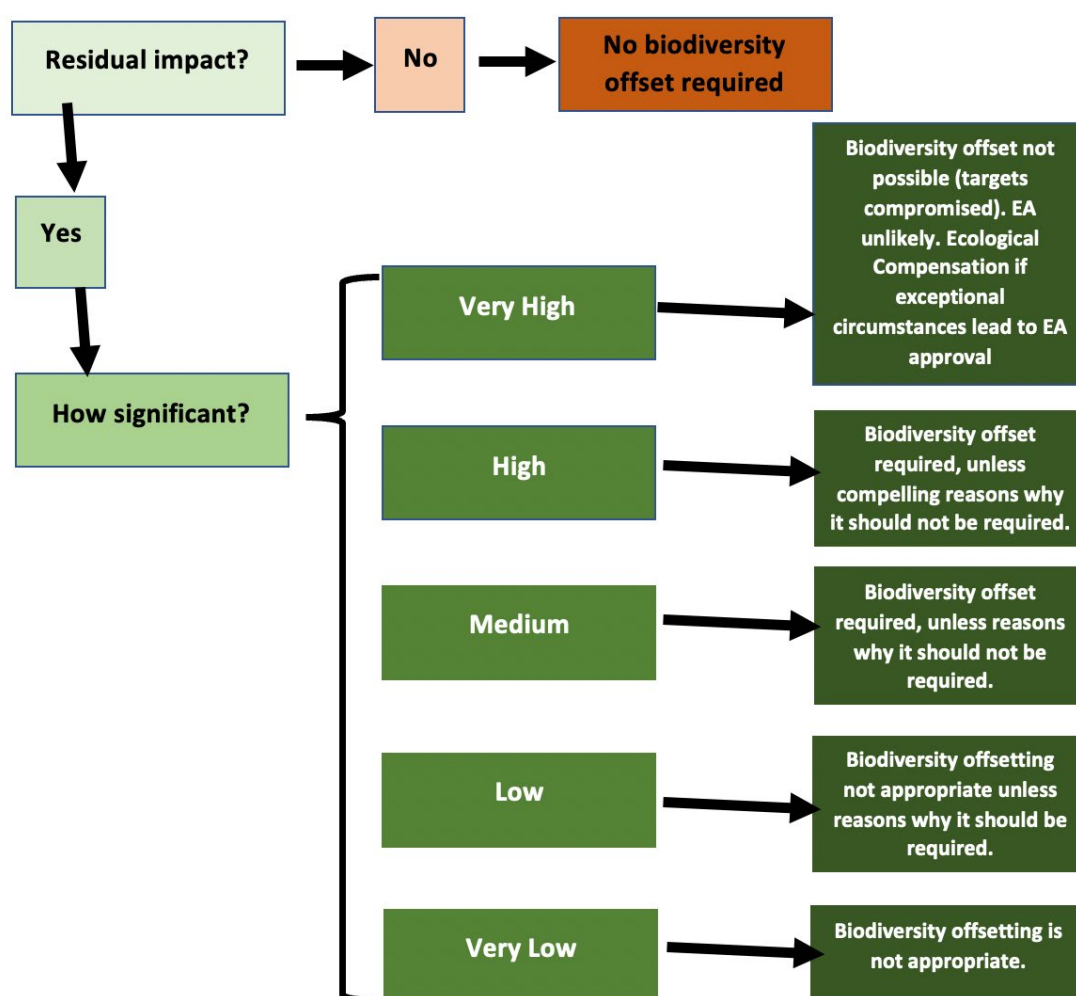 Residual impact?
No
No biodiversity
offset required
Yes
How significant?
Very High
Biodiversity offset not
possible (targets
compromised). EA
unlikely. Ecological
Compensation if
exceptional
circumstances lead to EA
approval
High
Biodiversity offset
required, unless
compelling reasons why
it should not be required.
Medium
Biodiversity offset
required, unless reasons
why it should not be
required.
Low
Biodiversity offsetting
not appropriate unless
reasons why it should be
required.
Very Low
Biodiversity offsetting is
not appropriate.